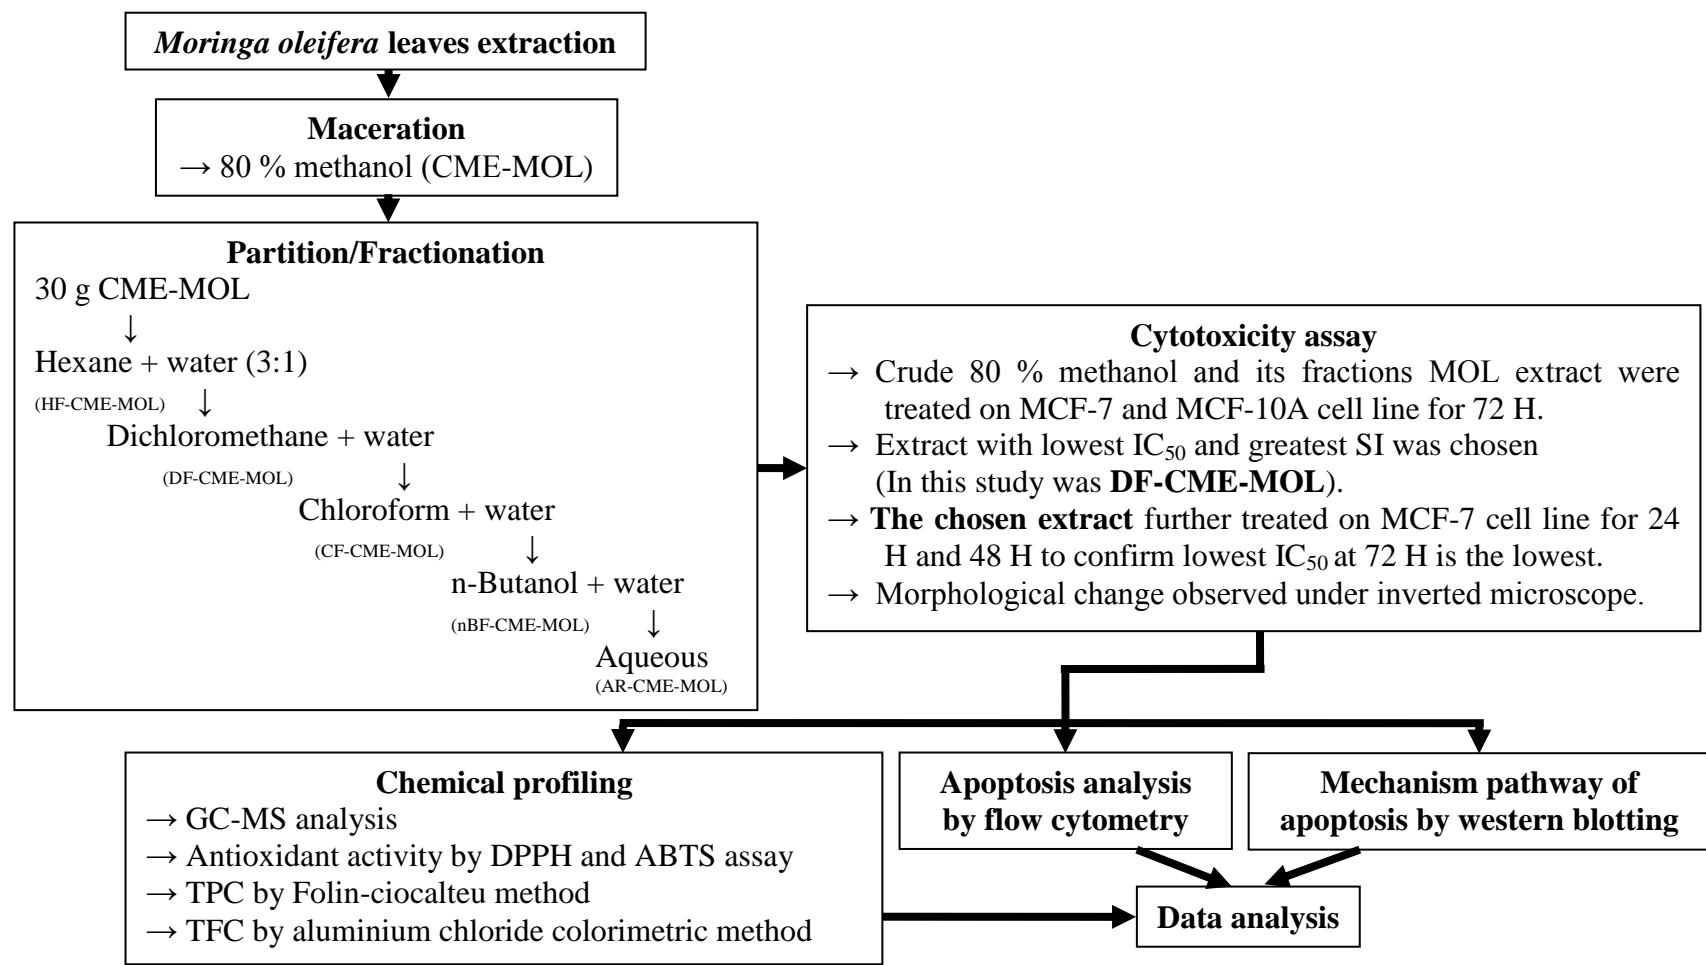 Moringa oleifera leaves extraction
Maceration
→ 80 % methanol (CME-MOL)
Partition/Fractionation
30 g CME-MOL
↓
Hexane + water (3:1)
(HF-CME-MOL) ↓
Dichloromethane + water
(DF-CME-MOL) ↓
Chloroform + water
(CF-CME-MOL) ↓
n-Butanol + water
(nBF-CME-MOL) ↓
Aqueous
(AR-CME-MOL)
Cytotoxicity assay
→ Crude 80 % methanol and its fractions MOL extract were
treated on MCF-7 and MCF-10A cell line for 72 H.
→ Extract with lowest IC50 and greatest SI was chosen
(In this study was DF-CME-MOL).
→ The chosen extract further treated on MCF-7 cell line for 24
H and 48 H to confirm lowest IC50 at 72 H is the lowest.
→ Morphological change observed under inverted microscope.
Chemical profiling
→ GC-MS analysis
→ Antioxidant activity by DPPH and ABTS assay
→ TPC by Folin-ciocalteu method
→ TFC by aluminium chloride colorimetric method
Apoptosis analysis
by flow cytometry
Mechanism pathway of
apoptosis by western blotting
Data analysis